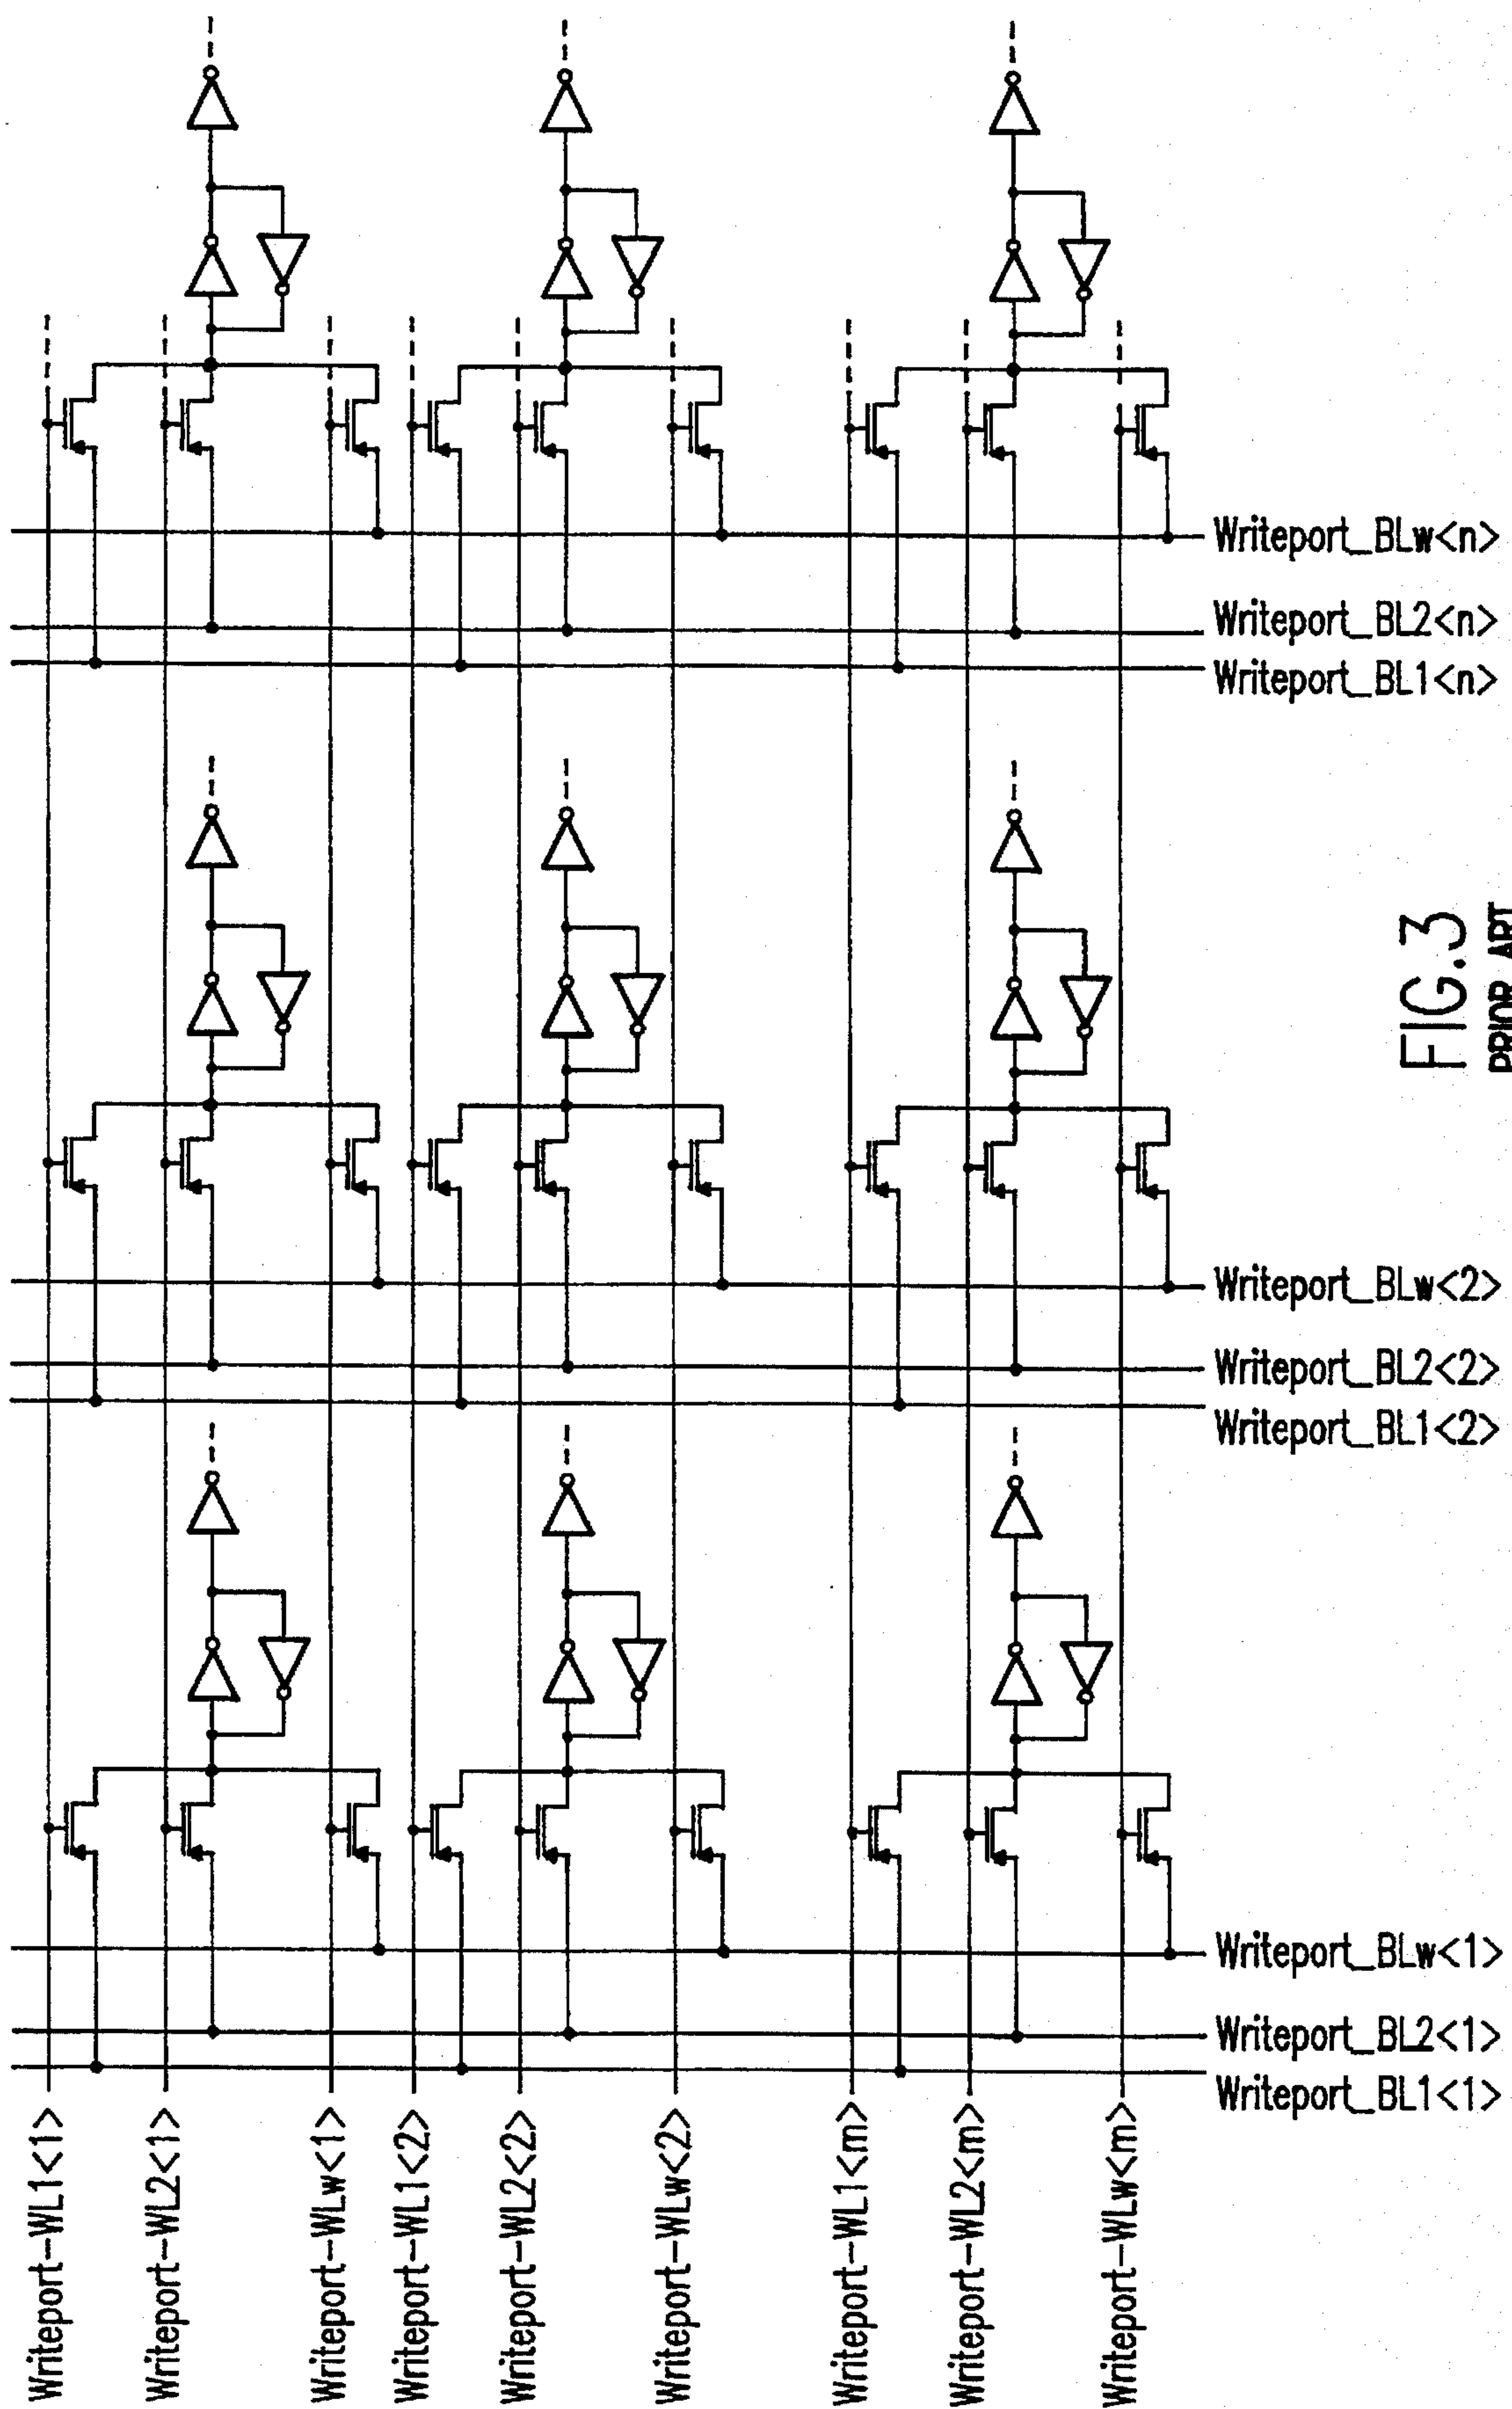 Writeport_BLw<n>
Writeport_BL2<n>
Writeport_BL1<n>
Writeport_BLw<2>
Writeport_BL2<2>
Writeport_BL1<2>
Writeport_BLw<1>
Writeport_BL2<1>
Writeport_BL1<1>
Writeport-WL1<1>
Writeport-WL2<1>
Writeport-WLw<1>
Writeport-WL1<2>
Writeport-WL2<2>
Writeport-WLw<2>
Writeport-WL1<m>
Writeport-WL2<m>
Writeport-WLw<m>
FIG.3
PRIOR ART